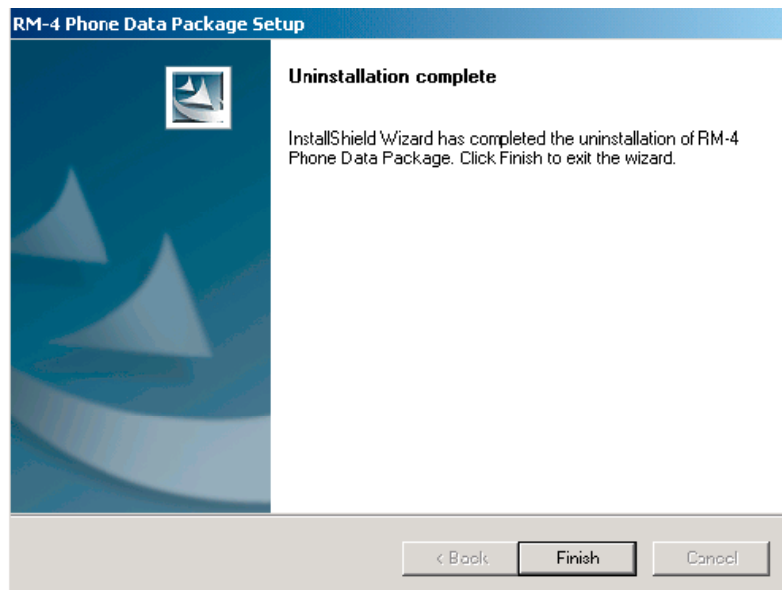 RM-4 Phone Data Package Setup
Uninstallation complete
InstallShield Wizard has completed the uninstallation of RM-4
Phone Data Package. Click Finish to exit the wizard.
< Back
Finish
Cancel